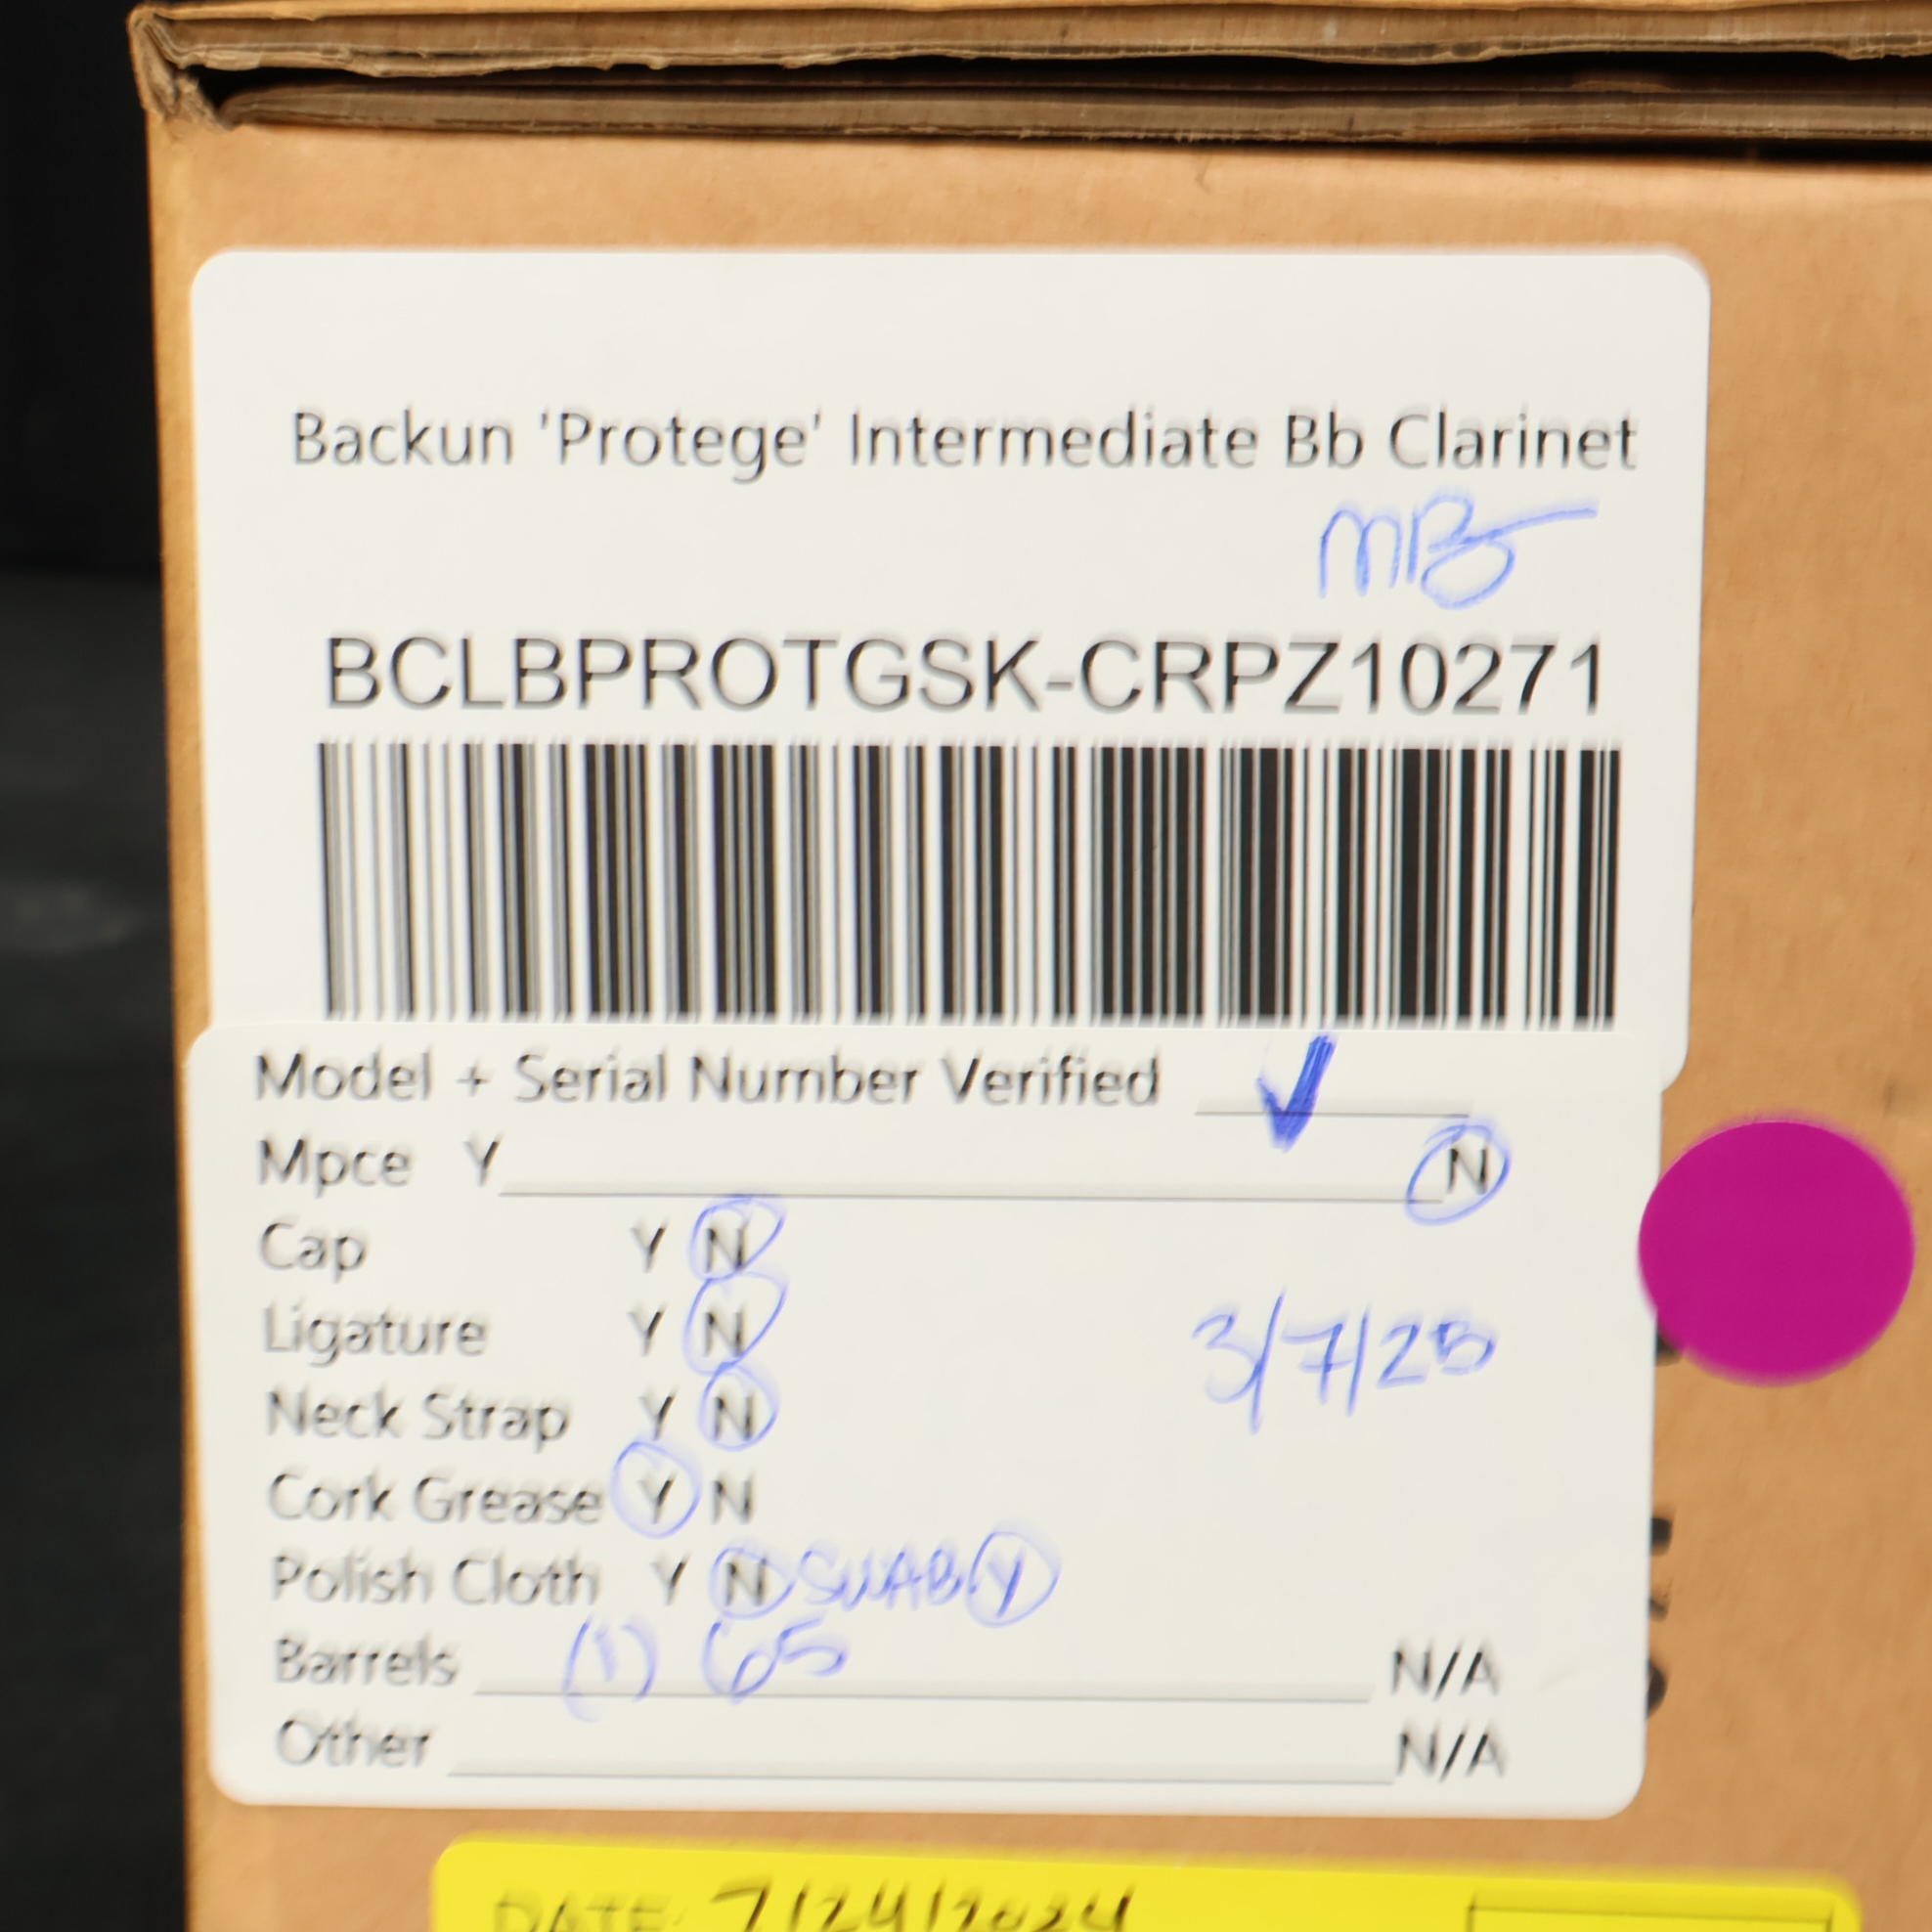 Backun 'Protege' Intermediate Bb Clarinet
MB
BCLBPROTGSK-CRPZ10271
Model + Serial Number Verified ✓
Mpce Y N
Cap Y N
Ligature Y N
3/7/25
Neck Strap Y N
Cork Grease Y N
Polish Cloth Y N SWAB Y
Barrels (1) 65 N/A
Other N/A
DATE: 7/24/2024